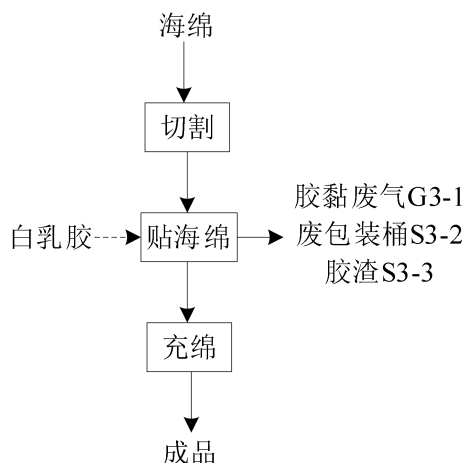 海绵
切割
白乳胶
贴海绵
胶黏废气G3-1
废包装桶S3-2
胶渣S3-3
充绵
成品